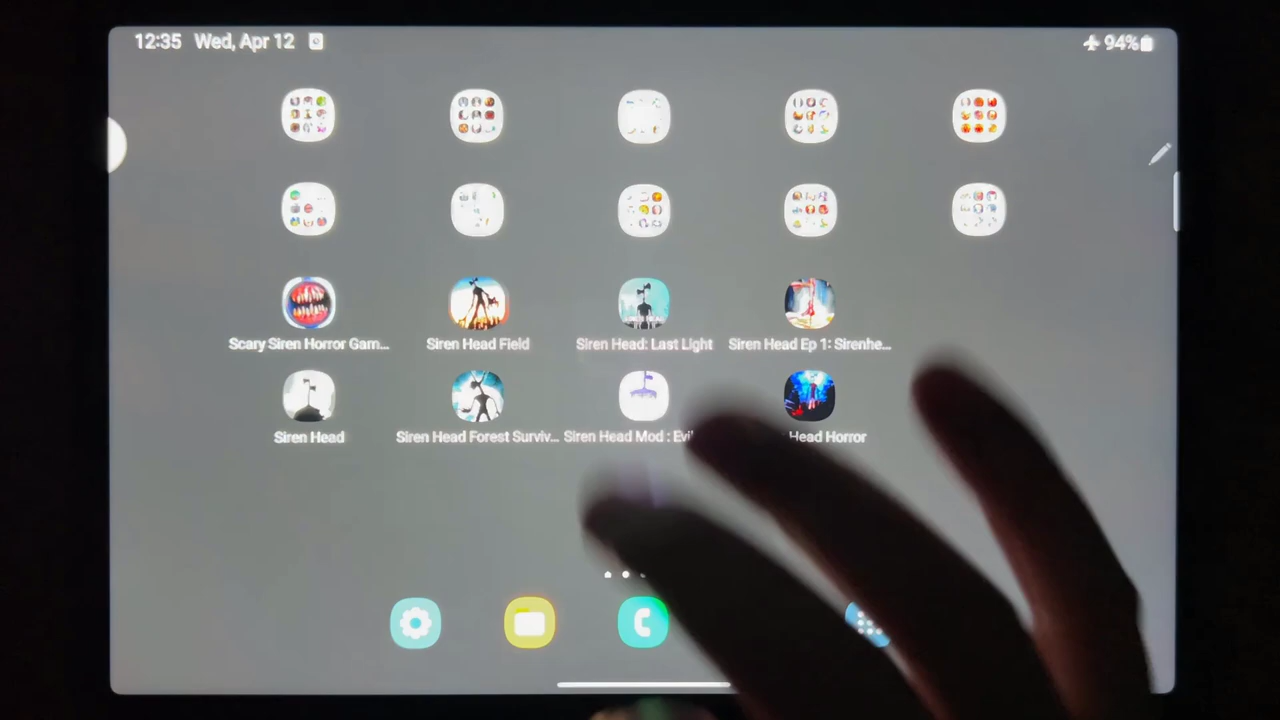 12:35 Wed, Apr 12 94%
Scary Siren Horror Gam... Siren Head Field Siren Head: Last Light Siren Head Ep 1: Sirenhe...
Siren Head Siren Head Forest Surviv... Siren Head Mod : Evil Head Horror